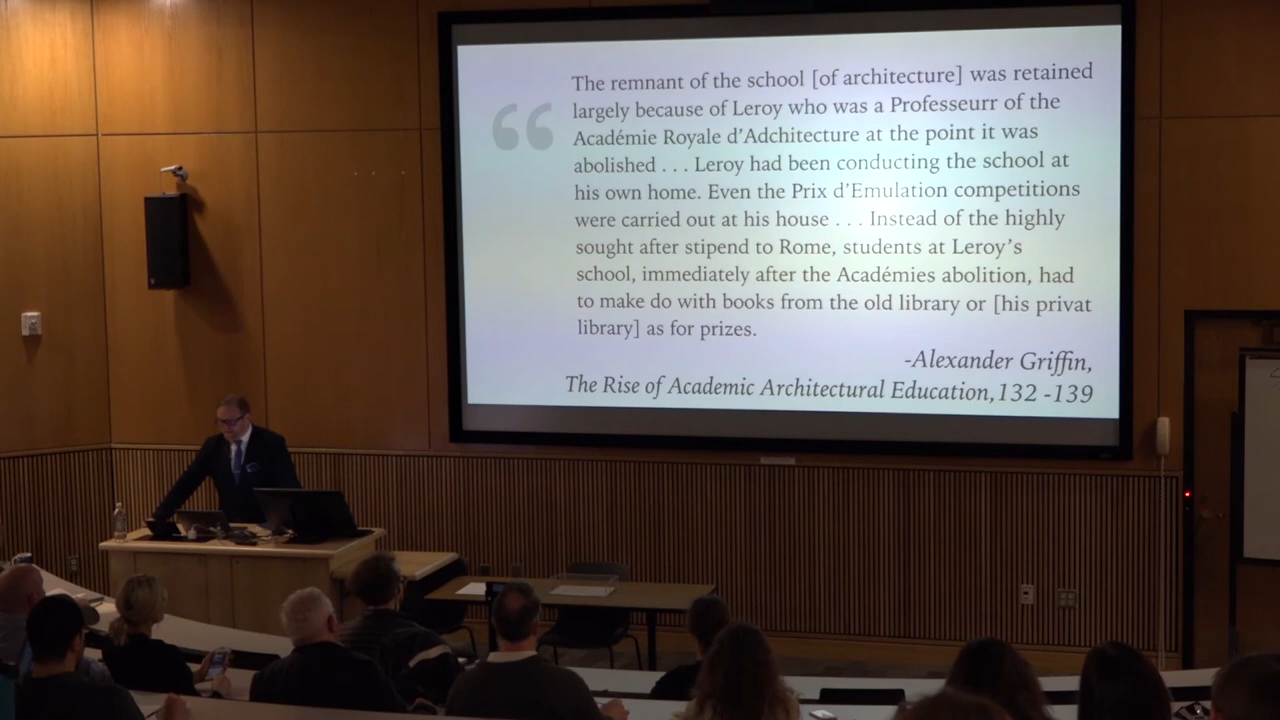 The remnant of the school [of architecture] was retained
largely because of Leroy who was a Professeurr of the
Académie Royale d'Adchitecture at the point it was
abolished . . . Leroy had been conducting the school at
his own home. Even the Prix d'Emulation competitions
were carried out at his house . . . Instead of the highly
sought after stipend to Rome, students at Leroy's
school, immediately after the Académies abolition, had
to make do with books from the old library or [his privat
library] as for prizes.
-Alexander Griffin,
The Rise of Academic Architectural Education,132 -139